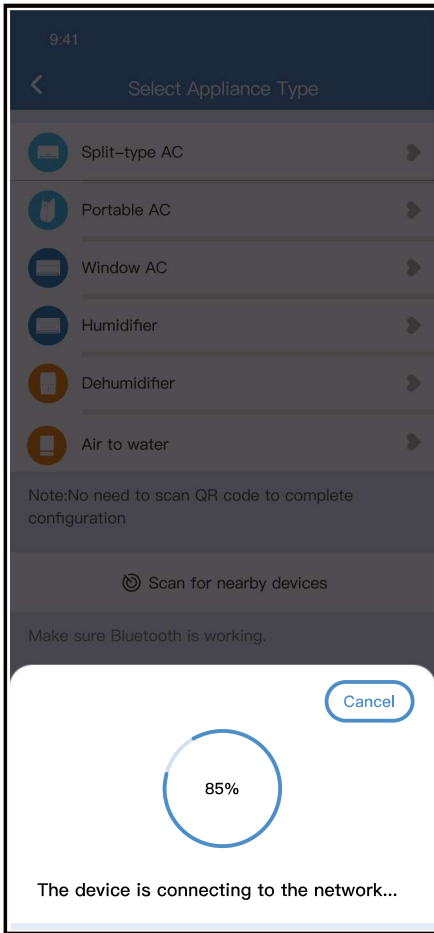 9:41
Select Appliance Type
Split-type AC
Portable AC
Window AC
Humidifier
Dehumidifier
Air to water
Note:No need to scan QR code to complete
configuration
Scan for nearby devices
Make sure Bluetooth is working.
Cancel
85%
The device is connecting to the network...